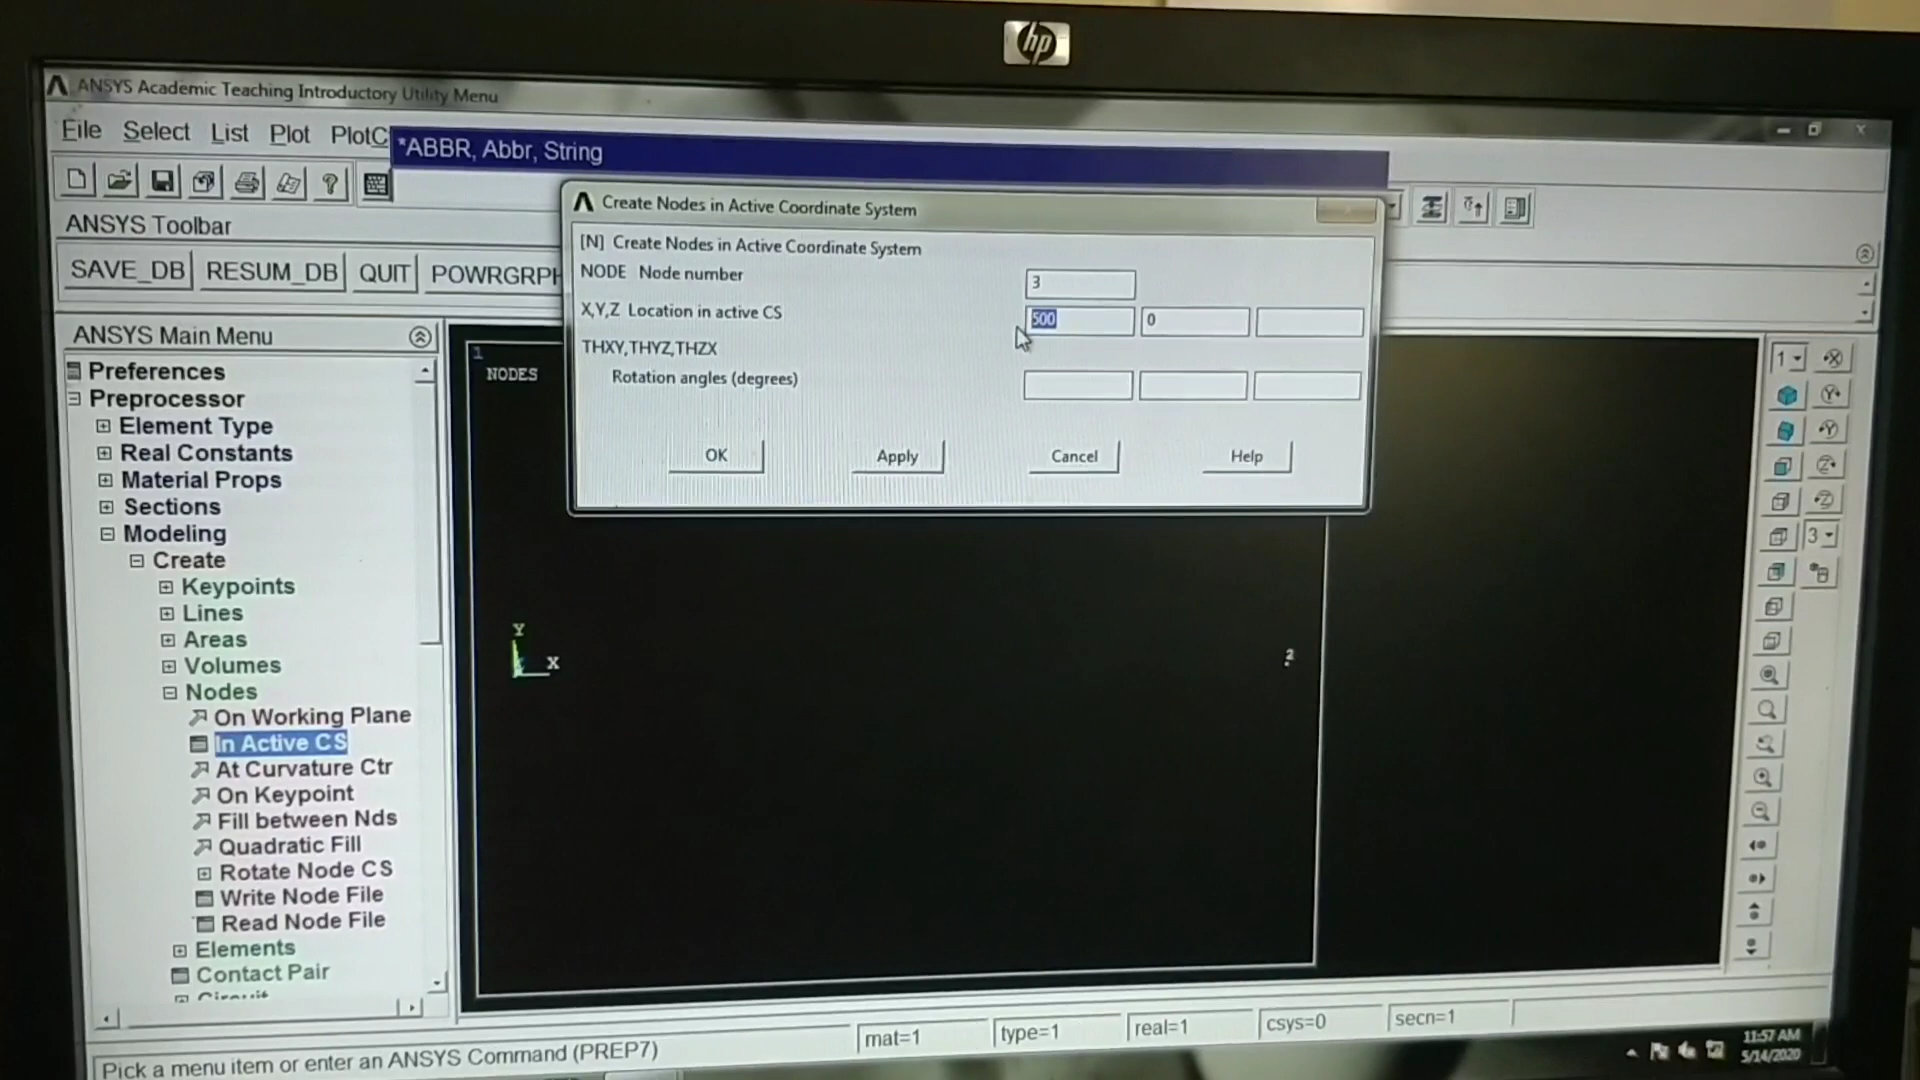 hp
ANSYS Academic Teaching Introductory Utility Menu
File Select List Plot PlotC
*ABBR, Abbr, String
ANSYS Toolbar
SAVE_DB RESUM_DB QUIT POWRGRPH
Create Nodes in Active Coordinate System
[N] Create Nodes in Active Coordinate System
NODE Node number
3
X,Y,Z Location in active CS
500 0
THXY,THYZ,THZX
Rotation angles (degrees)
OK Apply Cancel Help
ANSYS Main Menu
Preferences
Preprocessor
Element Type
Real Constants
Material Props
Sections
Modeling
Create
Keypoints
Lines
Areas
Volumes
Nodes
On Working Plane
In Active CS
At Curvature Ctr
On Keypoint
Fill between Nds
Quadratic Fill
Rotate Node CS
Write Node File
Read Node File
Elements
Contact Pair
Circuit
1
NODES
Y
X
2
1
3
Pick a menu item or enter an ANSYS Command (PREP7)
mat=1 type=1 real=1 csys=0 secn=1
11:57 AM
5/14/2020